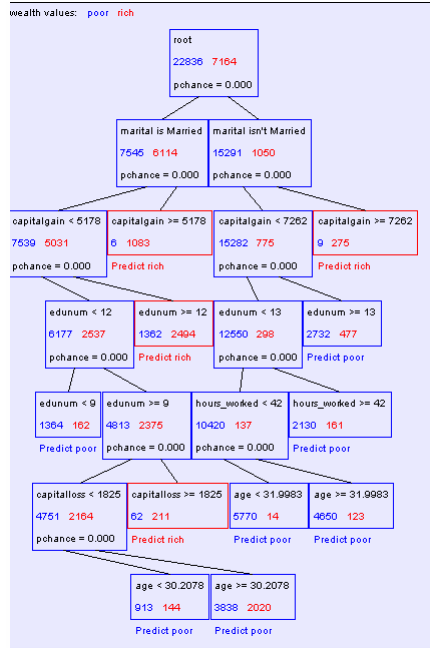 wealth values: poor rich
root
22836 7164
pchance = 0.000
marital is Married
7545 6114
pchance = 0.000
marital isn't Married
15291 1050
pchance = 0.000
capitalgain < 5178
7539 5031
pchance = 0.000
capitalgain >= 5178
6 1083
Predict rich
capitalgain < 7262
15282 775
pchance = 0.000
capitalgain >= 7262
9 275
Predict rich
edunum < 12
6177 2537
pchance = 0.000
edunum >= 12
1362 2494
Predict rich
edunum < 13
12550 298
pchance = 0.000
edunum >= 13
2732 477
Predict poor
edunum < 9
1364 162
Predict poor
edunum >= 9
4813 2375
pchance = 0.000
hours_worked < 42
10420 137
pchance = 0.000
hours_worked >= 42
2130 161
Predict poor
capitalloss < 1825
4751 2164
pchance = 0.000
capitalloss >= 1825
62 211
Predict rich
age < 31.9983
5770 14
Predict poor
age >= 31.9983
4650 123
Predict poor
age < 30.2078
913 144
Predict poor
age >= 30.2078
3838 2020
Predict poor